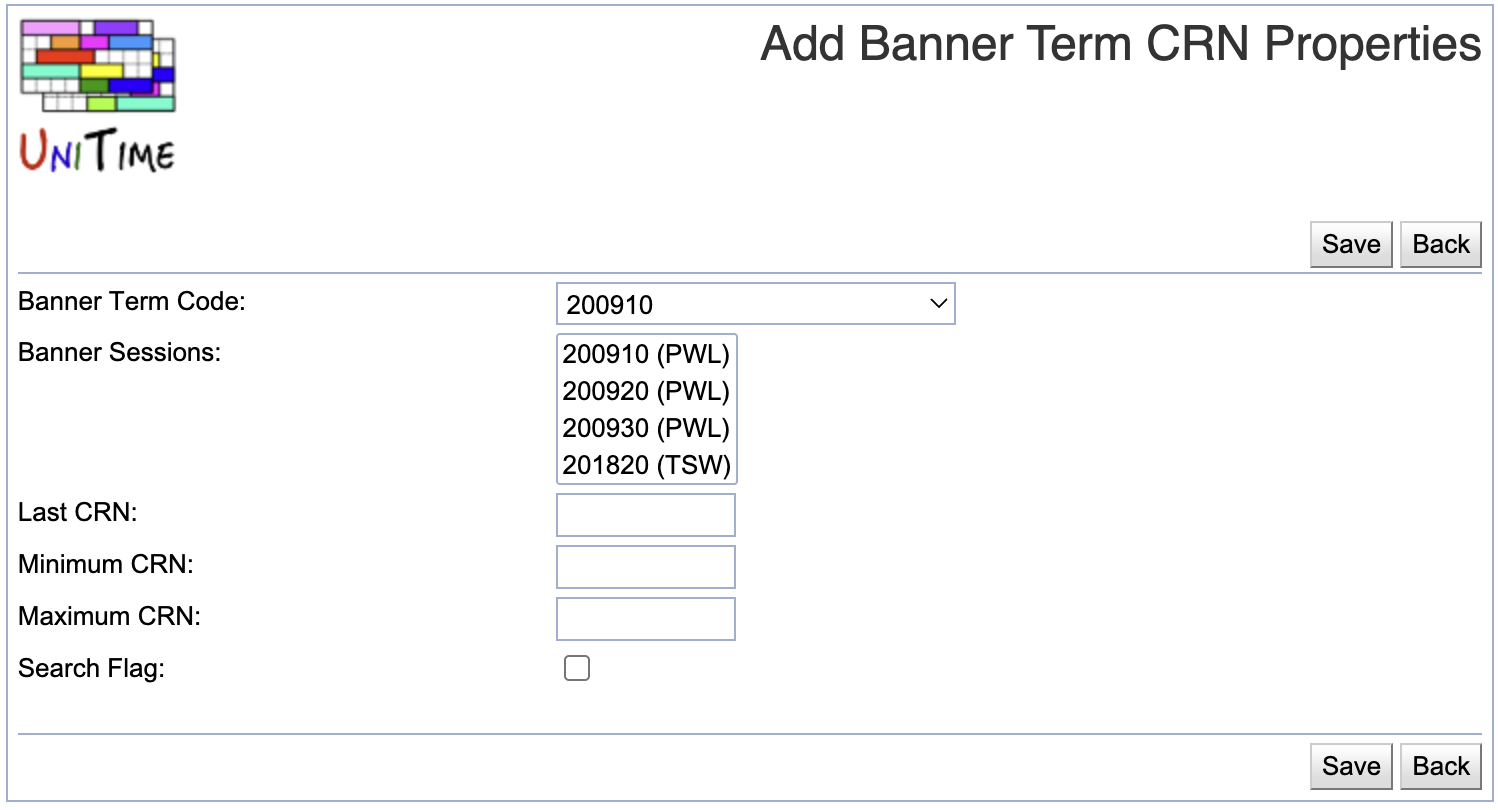 Add Banner Term CRN Properties
UNITIME
Save Back
Banner Term Code: 200910
Banner Sessions: 200910 (PWL)
200920 (PWL)
200930 (PWL)
201820 (TSW)
Last CRN:
Minimum CRN:
Maximum CRN:
Search Flag:
Save Back